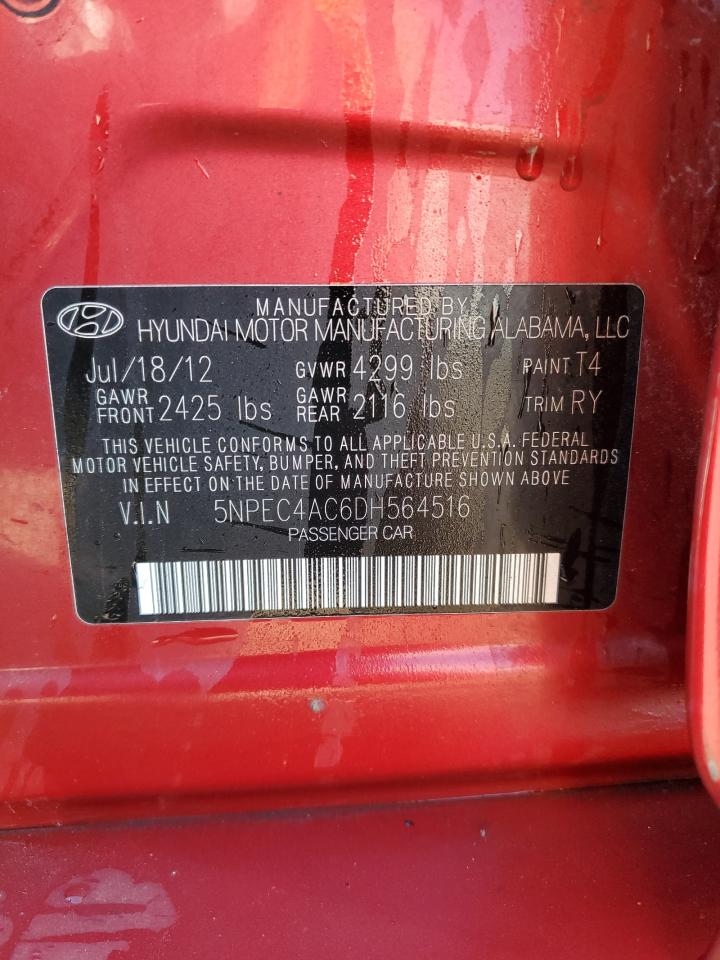 MANUFACTURED BY
HYUNDAI MOTOR MANUFACTURING ALABAMA, LLC
Jul/18/12 GVWR 4299 lbs PAINT T4
GAWR FRONT 2425 lbs GAWR REAR 2116 lbs TRIM RY
THIS VEHICLE CONFORMS TO ALL APPLICABLE U.S.A. FEDERAL
MOTOR VEHICLE SAFETY, BUMPER, AND THEFT PREVENTION STANDARDS
IN EFFECT ON THE DATE OF MANUFACTURE SHOWN ABOVE
V.I.N 5NPEC4AC6DH564516
PASSENGER CAR